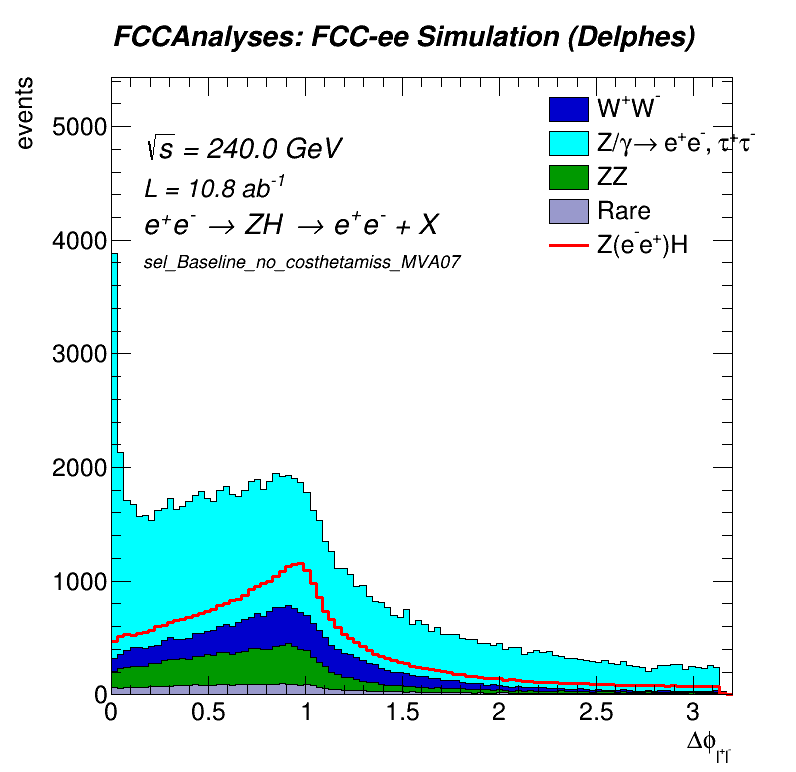 FCCAnalyses: FCC-ee Simulation (Delphes)
events
5000
4000
3000
2000
1000
0
√s = 240.0 GeV
L = 10.8 ab⁻¹
e⁺e⁻ → ZH → e⁺e⁻ + X
sel_Baseline_no_costhetamiss_MVA07
W⁺W⁻
Z/γ→ e⁺e⁻, τ⁺τ⁻
ZZ
Rare
Z(e⁻e⁺)H
0 0.5 1 1.5 2 2.5 3
Δϕ l⁺l⁻